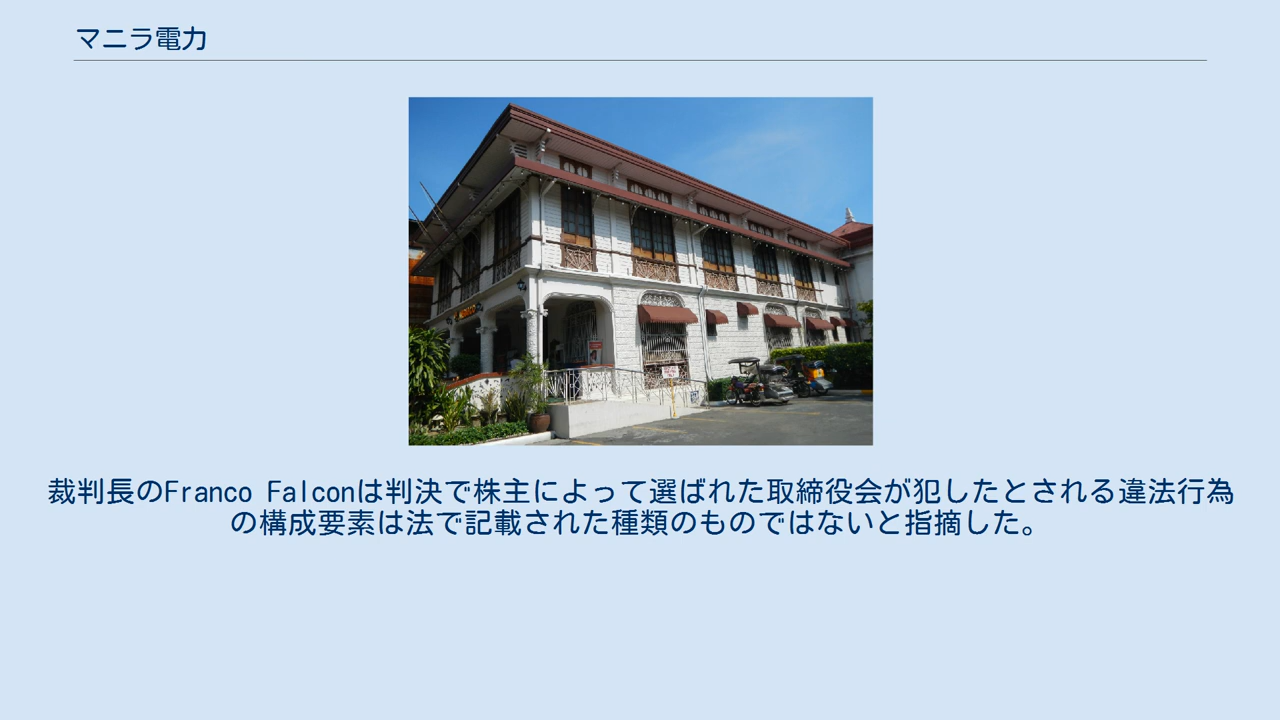 マニラ電力
裁判長のFranco Falconは判決で株主によって選ばれた取締役会が犯したとされる違法行為
の構成要素は法で記載された種類のものではないと指摘した。